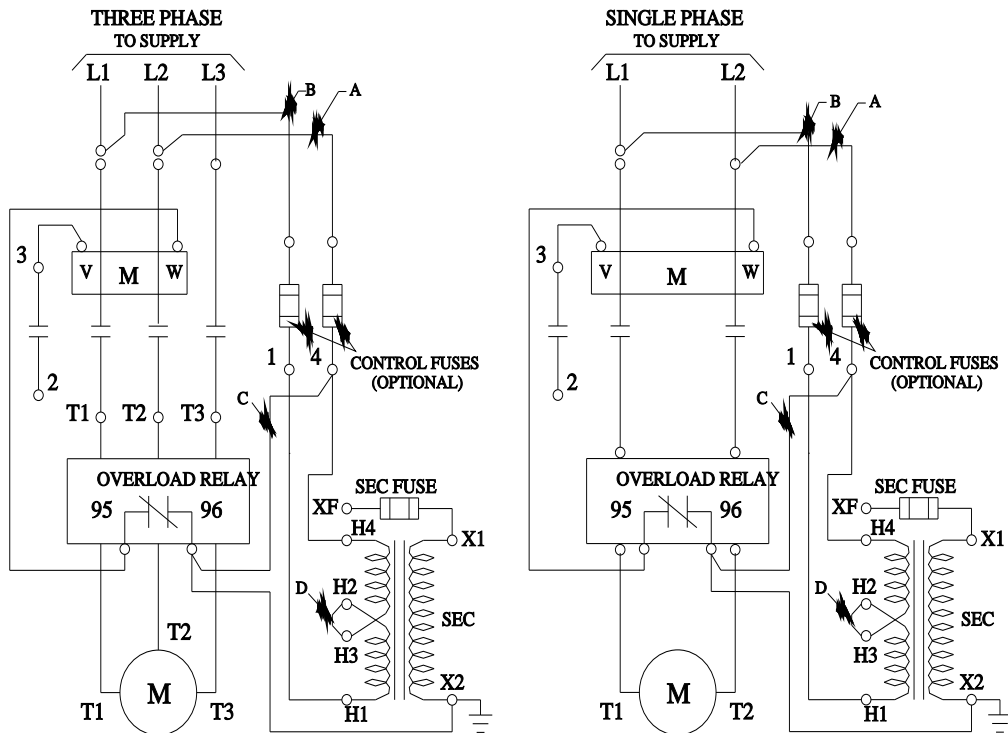 THREE PHASE
TO SUPPLY
L1 L2 L3
B
A
3
V M W
1 4
CONTROL FUSES
(OPTIONAL)
2
C
T1 T2 T3
OVERLOAD RELAY
95 96
SEC FUSE
XF
H4
X1
D
H2
H3
SEC
T2
M
T1 T3
H1
X2
SINGLE PHASE
TO SUPPLY
L1 L2
B
A
3
V M W
1 4
CONTROL FUSES
(OPTIONAL)
2
C
OVERLOAD RELAY
95 96
SEC FUSE
XF
H4
X1
D
H2
H3
SEC
M
T1 T2
H1
X2